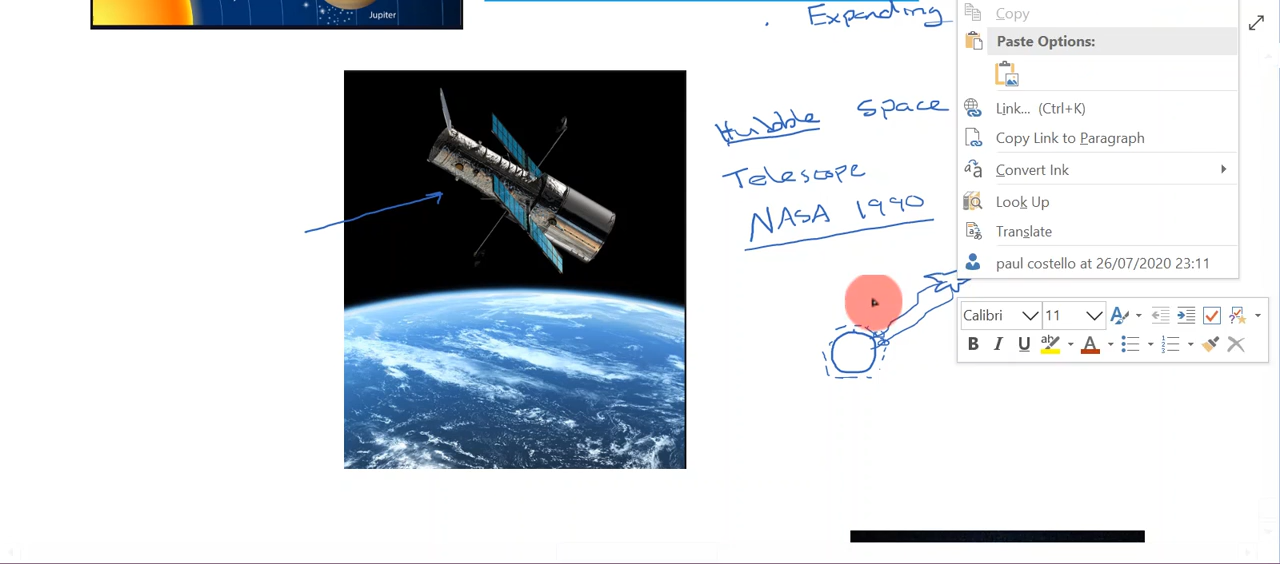 Jupiter
. Expanding
Hubble space
Telescope
NASA 1990
Copy
Paste Options:
Link... (Ctrl+K)
Copy Link to Paragraph
Convert Ink
Look Up
Translate
paul costello at 26/07/2020 23:11
Calibri 11
B I U ab A